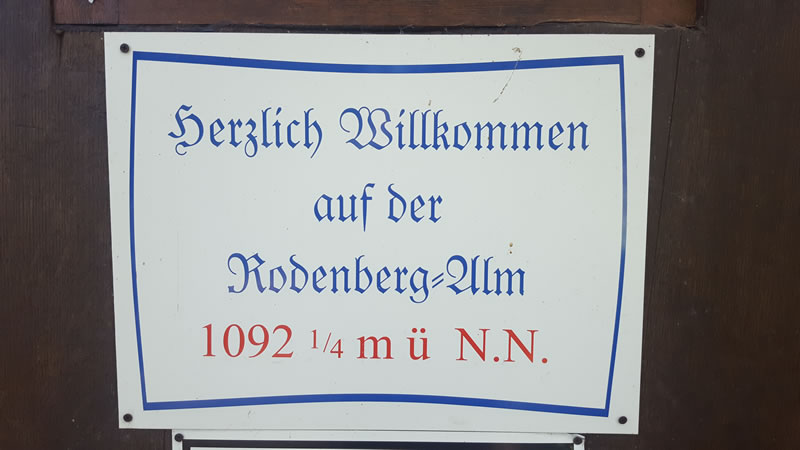 Herzlich Willkommen
auf der
Rodenberg-Alm
1092 1/4 m ü N.N.